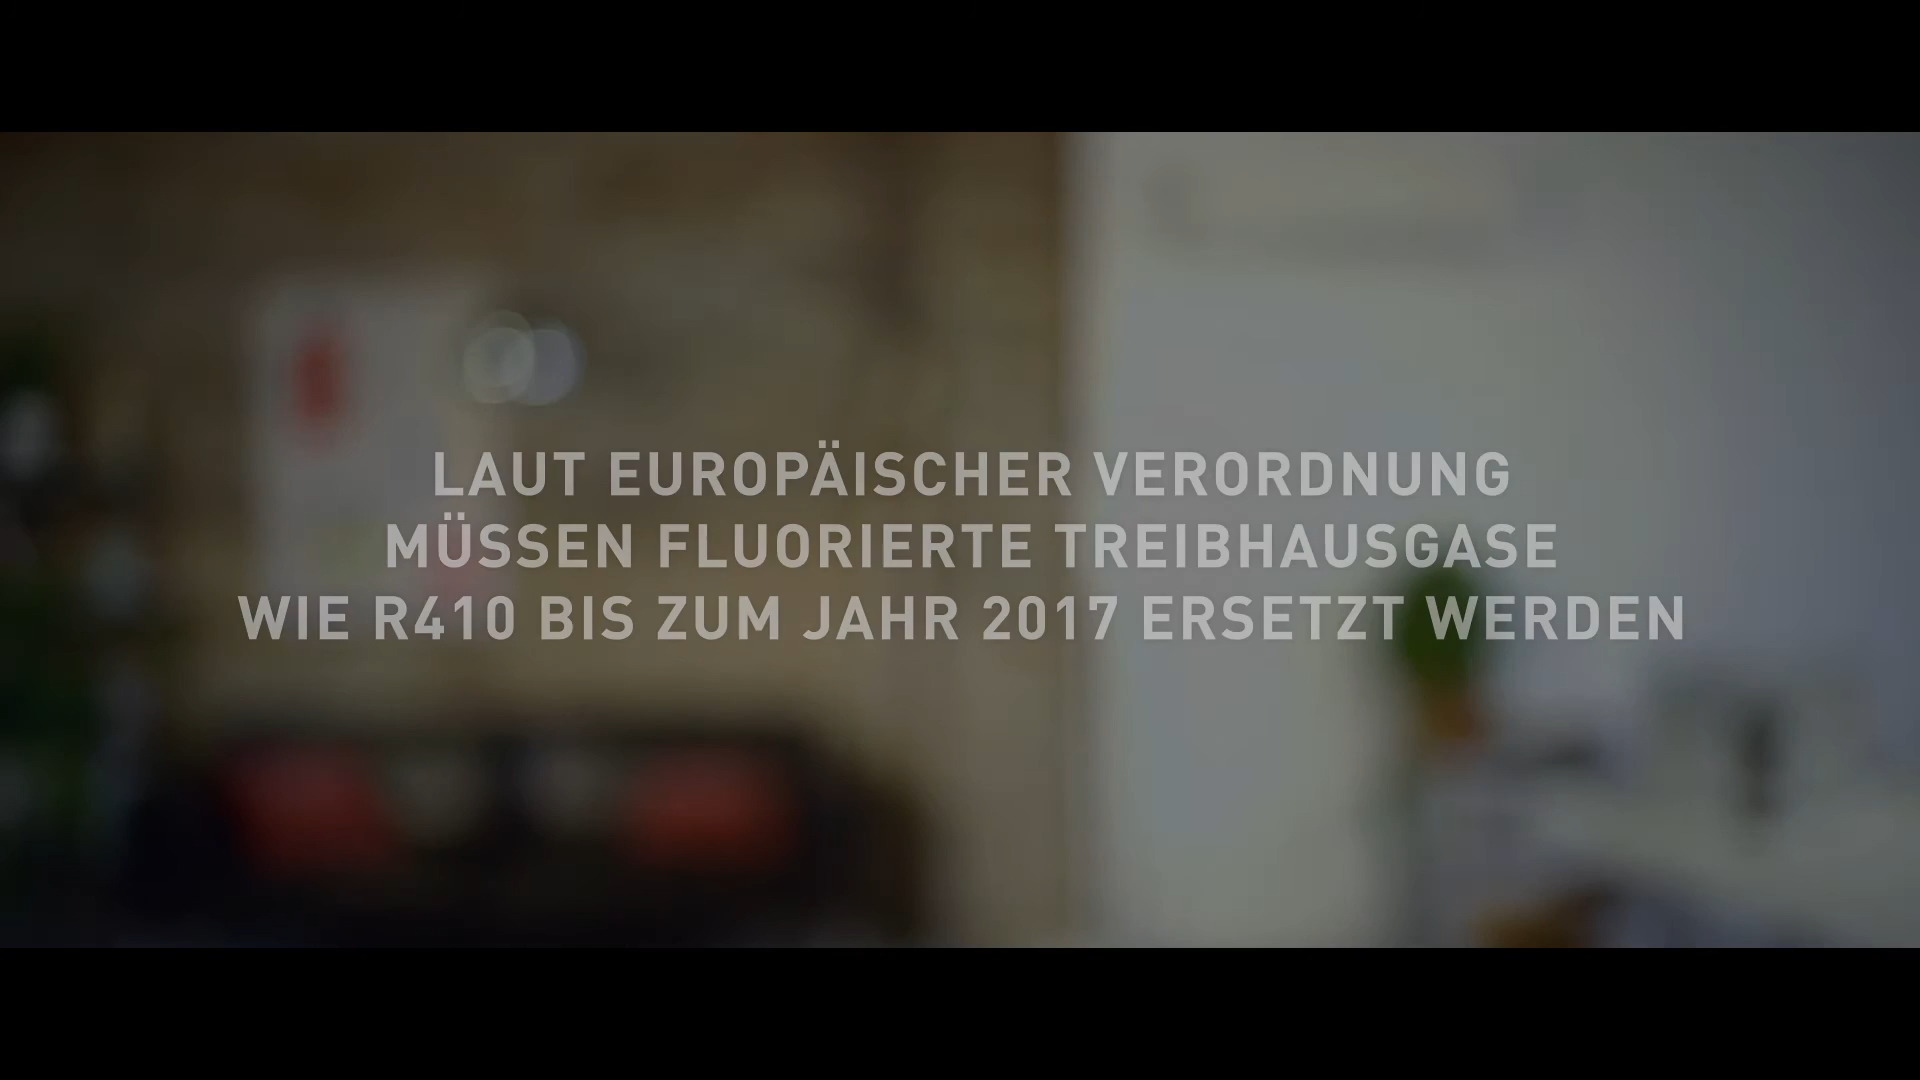 LAUT EUROPÄISCHER VERORDNUNG
MÜSSEN FLUORIERTE TREIBHAUSGASE
WIE R410 BIS ZUM JAHR 2017 ERSETZT WERDEN